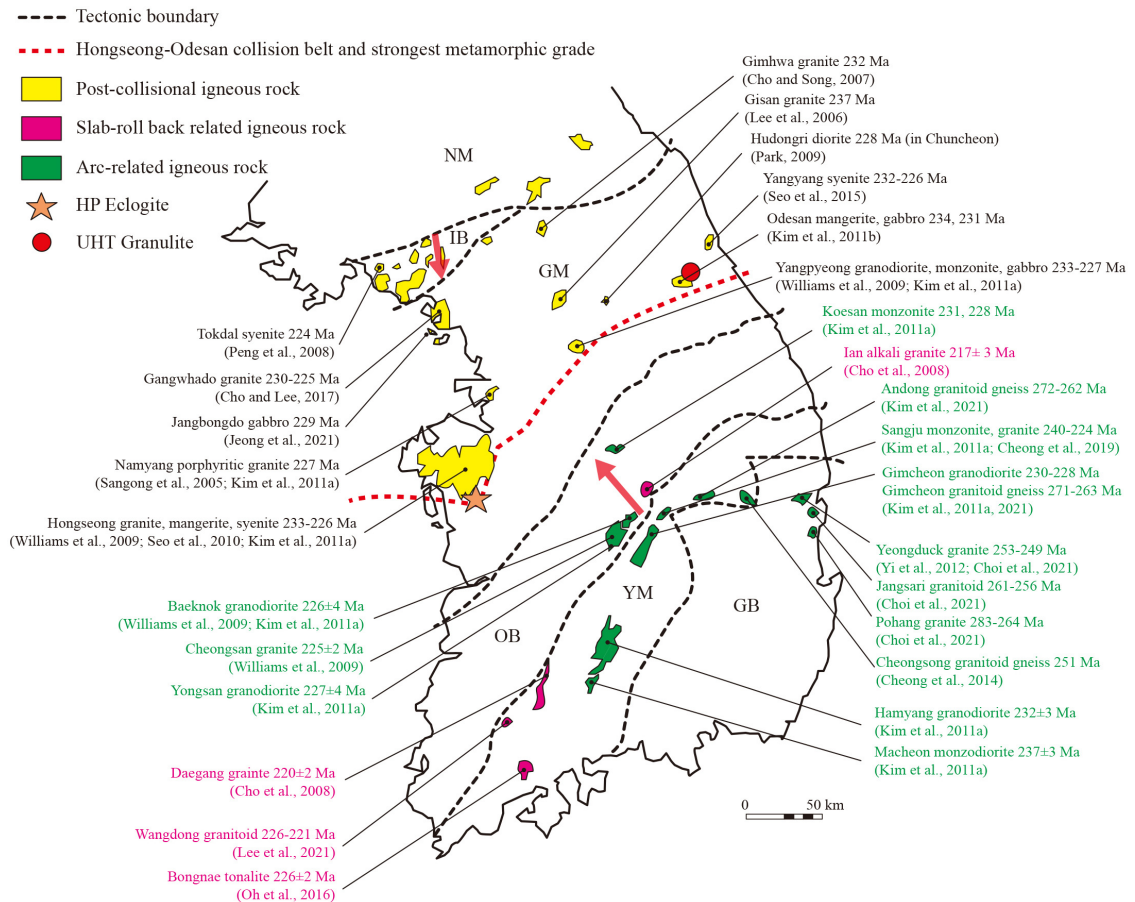 Tectonic boundary
Hongseong-Odesan collision belt and strongest metamorphic grade
Post-collisional igneous rock
Slab-roll back related igneous rock
Arc-related igneous rock
HP Eclogite
UHT Granulite
NM
IB
GM
OB
YM
GB
Gimhwa granite 232 Ma
(Cho and Song, 2007)
Gisan granite 237 Ma
(Lee et al., 2006)
Hudongri diorite 228 Ma (in Chuncheon)
(Park, 2009)
Yangyang syenite 232-226 Ma
(Seo et al., 2015)
Odesan mangerite, gabbro 234, 231 Ma
(Kim et al., 2011b)
Yangpyeong granodiorite, monzonite, gabbro 233-227 Ma
(Williams et al., 2009; Kim et al., 2011a)
Koesan monzonite 231, 228 Ma
(Kim et al., 2011a)
Ian alkali granite 217± 3 Ma
(Cho et al., 2008)
Andong granitoid gneiss 272-262 Ma
(Kim et al., 2021)
Sangju monzonite, granite 240-224 Ma
(Kim et al., 2011a; Cheong et al., 2019)
Gimcheon granodiorite 230-228 Ma
Gimcheon granitoid gneiss 271-263 Ma
(Kim et al., 2011a, 2021)
Yeongduck granite 253-249 Ma
(Yi et al., 2012; Choi et al., 2021)
Jangsari granitoid 261-256 Ma
(Choi et al., 2021)
Pohang granite 283-264 Ma
(Choi et al., 2021)
Cheongsong granitoid gneiss 251 Ma
(Cheong et al., 2014)
Hamyang granodiorite 232±3 Ma
(Kim et al., 2011a)
Macheon monzodiorite 237±3 Ma
(Kim et al., 2011a)
Tokdal syenite 224 Ma
(Peng et al., 2008)
Gangwhado granite 230-225 Ma
(Cho and Lee, 2017)
Jangbongdo gabbro 229 Ma
(Jeong et al., 2021)
Namyang porphyritic granite 227 Ma
(Sangong et al., 2005; Kim et al., 2011a)
Hongseong granite, mangerite, syenite 233-226 Ma
(Williams et al., 2009; Seo et al., 2010; Kim et al., 2011a)
Baeknok granodiorite 226±4 Ma
(Williams et al., 2009; Kim et al., 2011a)
Cheongsan granite 225±2 Ma
(Williams et al., 2009)
Yongsan granodiorite 227±4 Ma
(Kim et al., 2011a)
Daegang grainte 220±2 Ma
(Cho et al., 2008)
Wangdong granitoid 226-221 Ma
(Lee et al., 2021)
Bongnae tonalite 226±2 Ma
(Oh et al., 2016)
0 50 km